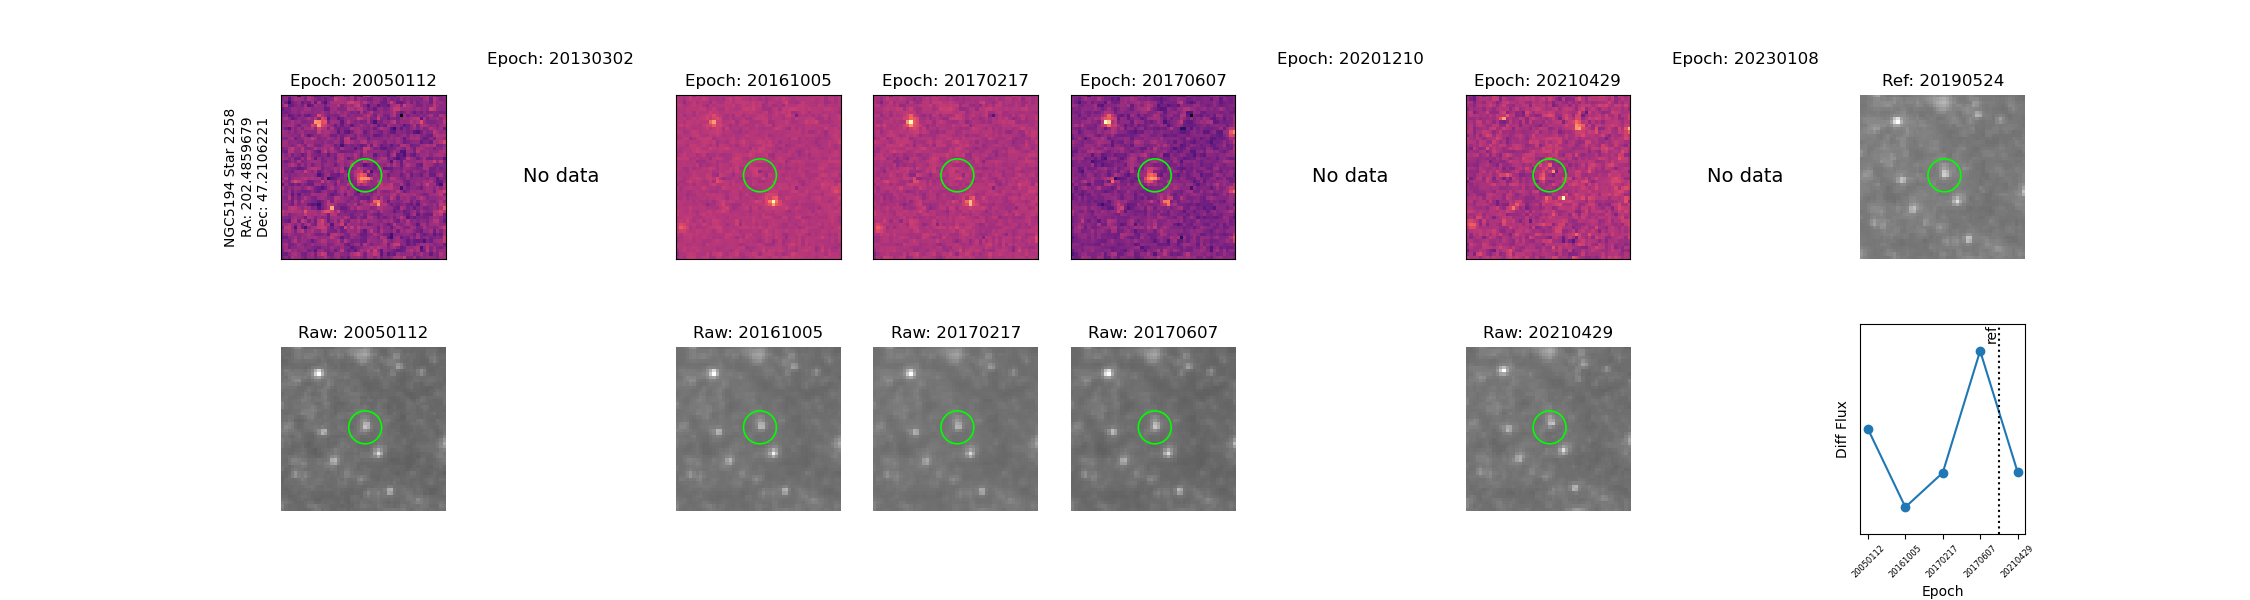 Epoch: 20130302
Epoch: 20201210
Epoch: 20230108
Epoch: 20050112
Epoch: 20161005
Epoch: 20170217
Epoch: 20170607
Epoch: 20210429
Ref: 20190524
NGC5194 Star 2258
RA: 202.4859679
Dec: 47.2106221
No data
No data
No data
Raw: 20050112
Raw: 20161005
Raw: 20170217
Raw: 20170607
Raw: 20210429
ref
Diff Flux
20050112
20161005
20170217
20170607
20210429
Epoch